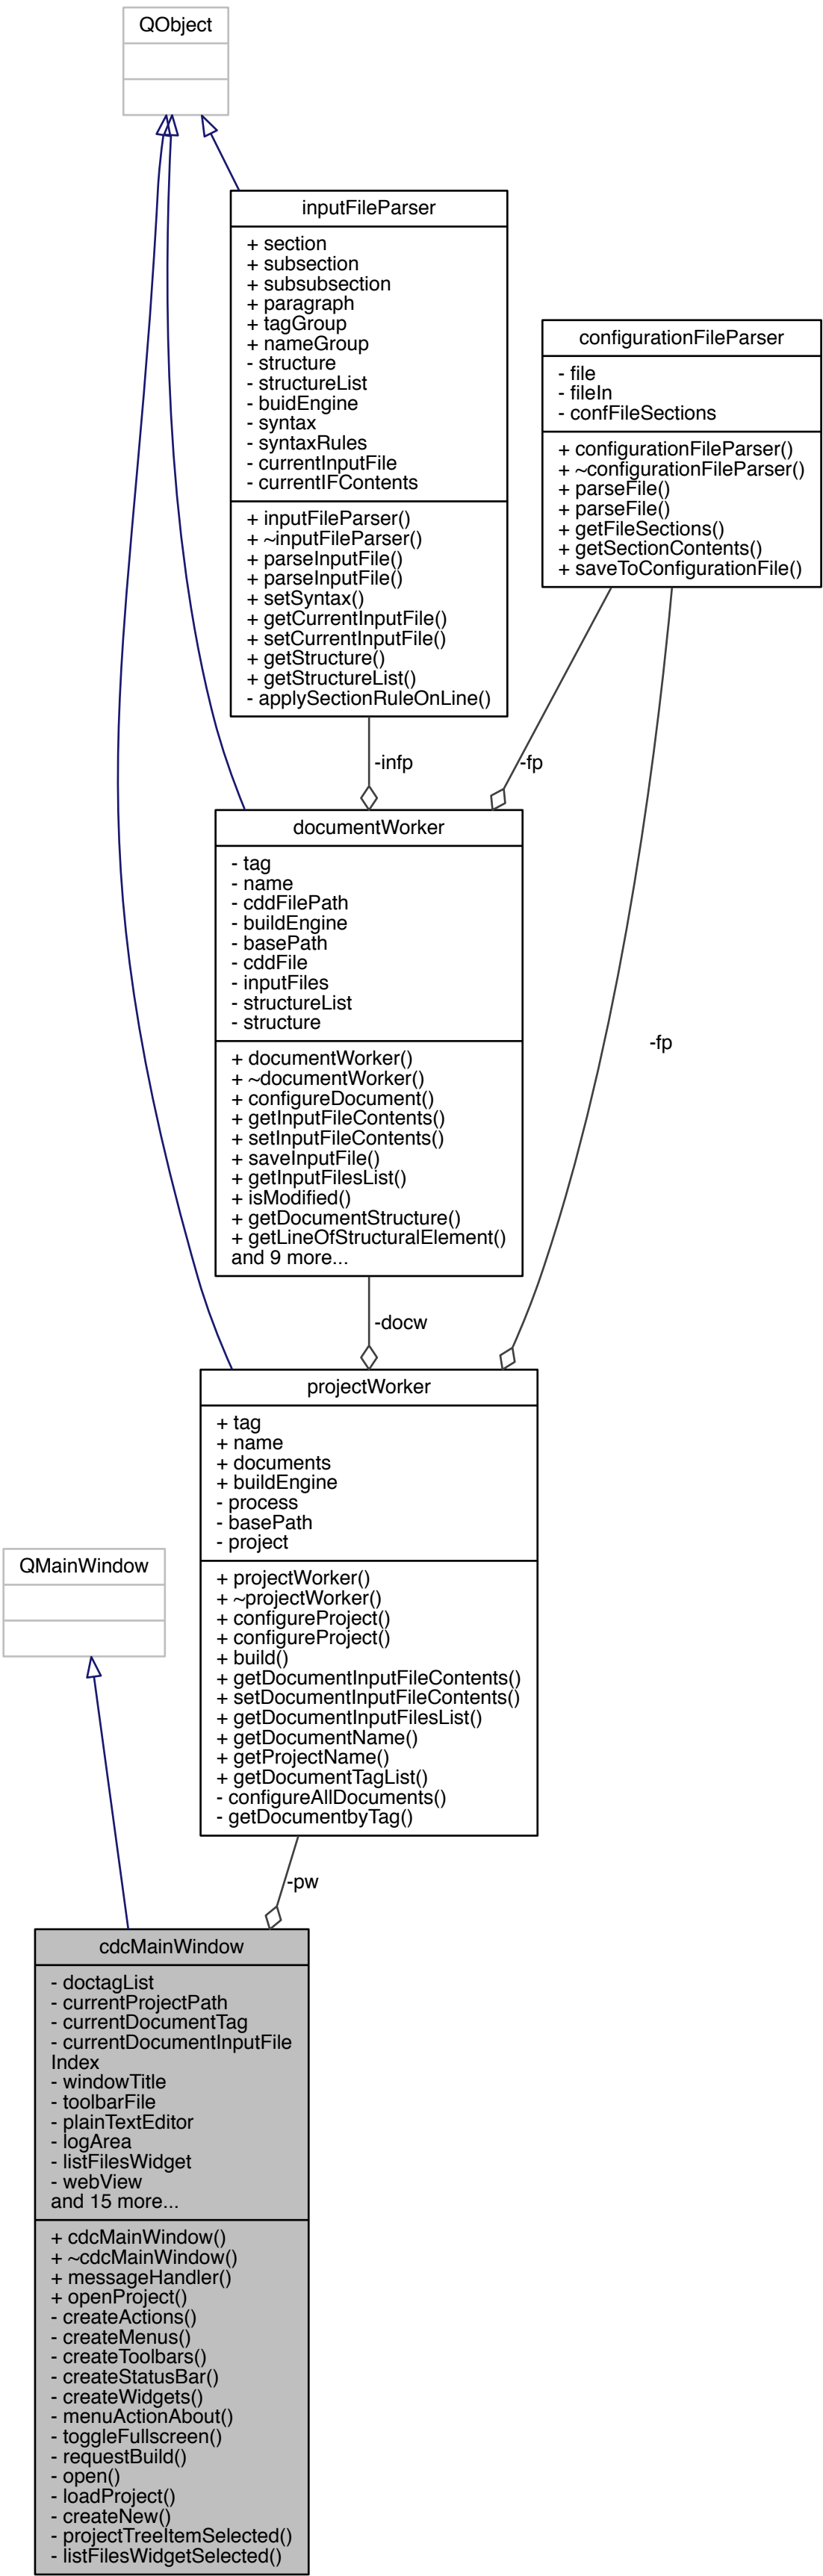 QObject
inputFileParser
+ section
+ subsection
+ subsubsection
+ paragraph
+ tagGroup
+ nameGroup
- structure
- structureList
- buidEngine
- syntax
- syntaxRules
- currentInputFile
- currentIFContents
+ inputFileParser()
+ ~inputFileParser()
+ parseInputFile()
+ parseInputFile()
+ setSyntax()
+ getCurrentInputFile()
+ setCurrentInputFile()
+ getStructure()
+ getStructureList()
- applySectionRuleOnLine()
configurationFileParser
- file
- fileIn
- confFileSections
+ configurationFileParser()
+ ~configurationFileParser()
+ parseFile()
+ parseFile()
+ getFileSections()
+ getSectionContents()
+ saveToConfigurationFile()
-infp
-fp
documentWorker
- tag
- name
- cddFilePath
- buildEngine
- basePath
- cddFile
- inputFiles
- structureList
- structure
+ documentWorker()
+ ~documentWorker()
+ configureDocument()
+ getInputFileContents()
+ setInputFileContents()
+ saveInputFile()
+ getInputFilesList()
+ isModified()
+ getDocumentStructure()
+ getLineOfStructuralElement()
and 9 more...
-fp
-docw
projectWorker
+ tag
+ name
+ documents
+ buildEngine
- process
- basePath
- project
+ projectWorker()
+ ~projectWorker()
+ configureProject()
+ configureProject()
+ build()
+ getDocumentInputFileContents()
+ setDocumentInputFileContents()
+ getDocumentInputFilesList()
+ getDocumentName()
+ getProjectName()
+ getDocumentTagList()
- configureAllDocuments()
- getDocumentbyTag()
QMainWindow
-pw
cdcMainWindow
- doctagList
- currentProjectPath
- currentDocumentTag
- currentDocumentInputFile
Index
- windowTitle
- toolbarFile
- plainTextEditor
- logArea
- listFilesWidget
- webView
and 15 more...
+ cdcMainWindow()
+ ~cdcMainWindow()
+ messageHandler()
+ openProject()
- createActions()
- createMenus()
- createToolbars()
- createStatusBar()
- createWidgets()
- menuActionAbout()
- toggleFullscreen()
- requestBuild()
- open()
- loadProject()
- createNew()
- projectTreeItemSelected()
- listFilesWidgetSelected()